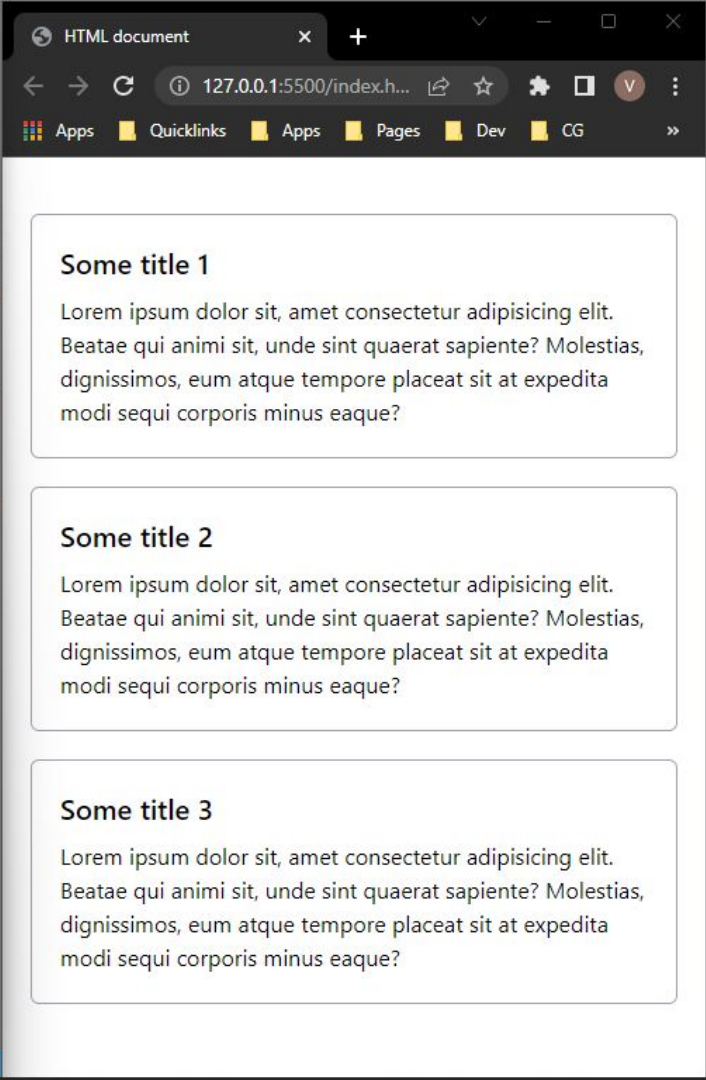 HTML document
127.0.0.1:5500/index.h...
V
Apps Quicklinks Apps Pages Dev CG »
Some title 1
Lorem ipsum dolor sit, amet consectetur adipisicing elit.
Beatae qui animi sit, unde sint quaerat sapiente? Molestias,
dignissimos, eum atque tempore placeat sit at expedita
modi sequi corporis minus eaque?
Some title 2
Lorem ipsum dolor sit, amet consectetur adipisicing elit.
Beatae qui animi sit, unde sint quaerat sapiente? Molestias,
dignissimos, eum atque tempore placeat sit at expedita
modi sequi corporis minus eaque?
Some title 3
Lorem ipsum dolor sit, amet consectetur adipisicing elit.
Beatae qui animi sit, unde sint quaerat sapiente? Molestias,
dignissimos, eum atque tempore placeat sit at expedita
modi sequi corporis minus eaque?